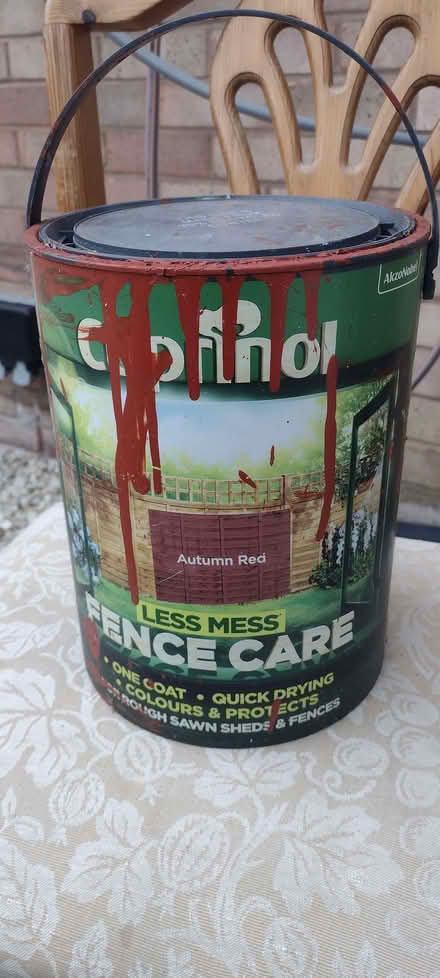 AkzoNobel
Cuprinol
Autumn Red
LESS MESS
FENCE CARE
• ONE COAT • QUICK DRYING
• COLOURS & PROTECTS
ROUGH SAWN SHEDS & FENCES